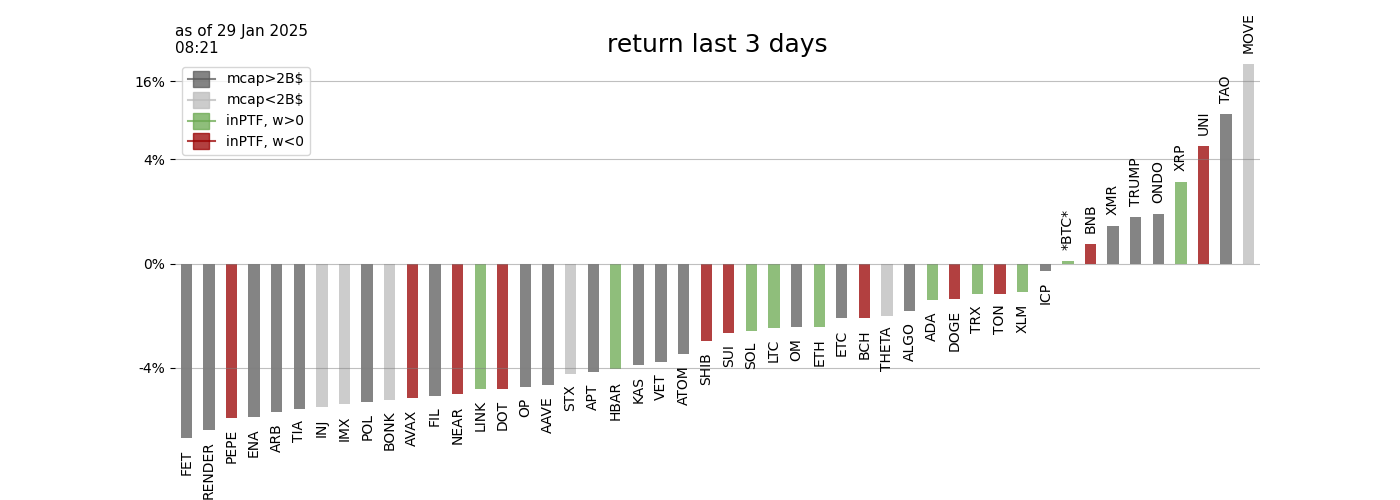 as of 29 Jan 2025
08:21
return last 3 days
mcap>2B$
mcap<2B$
inPTF, w>0
inPTF, w<0
16%
4%
0%
-4%
FET
RENDER
PEPE
ENA
ARB
TIA
INJ
IMX
POL
BONK
AVAX
FIL
NEAR
LINK
DOT
OP
AAVE
STX
APT
HBAR
KAS
VET
ATOM
SHIB
SUI
SOL
LTC
OM
ETH
ETC
BCH
THETA
ALGO
ADA
DOGE
TRX
TON
XLM
ICP
*BTC*
BNB
XMR
TRUMP
ONDO
XRP
UNI
TAO
MOVE